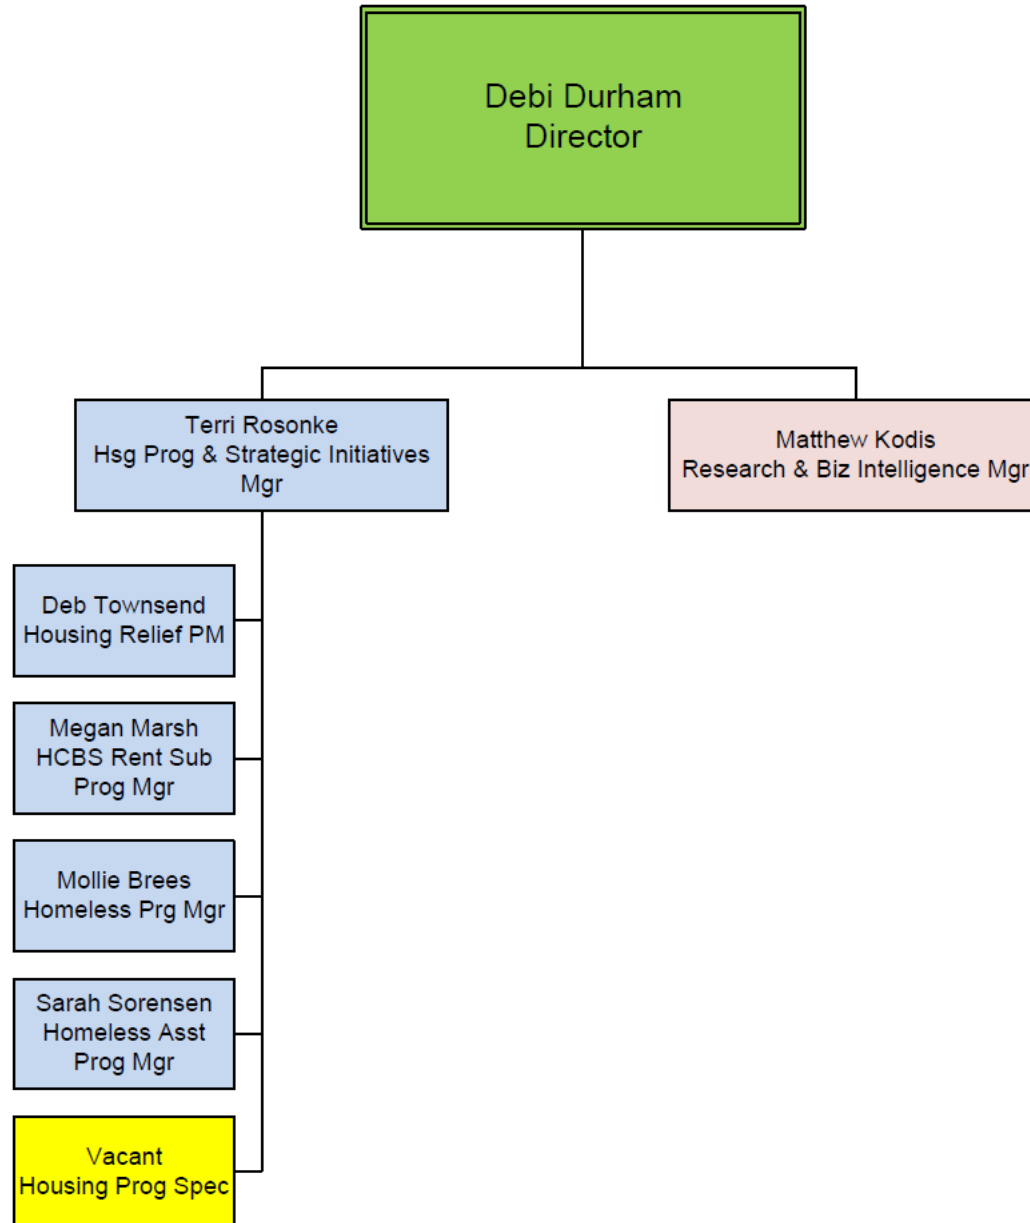 Debi Durham
Director
Terri Rosonke
Hsg Prog & Strategic Initiatives
Mgr
Matthew Kodis
Research & Biz Intelligence Mgr
Deb Townsend
Housing Relief PM
Megan Marsh
HCBS Rent Sub
Prog Mgr
Mollie Brees
Homeless Prg Mgr
Sarah Sorensen
Homeless Asst
Prog Mgr
Vacant
Housing Prog Spec